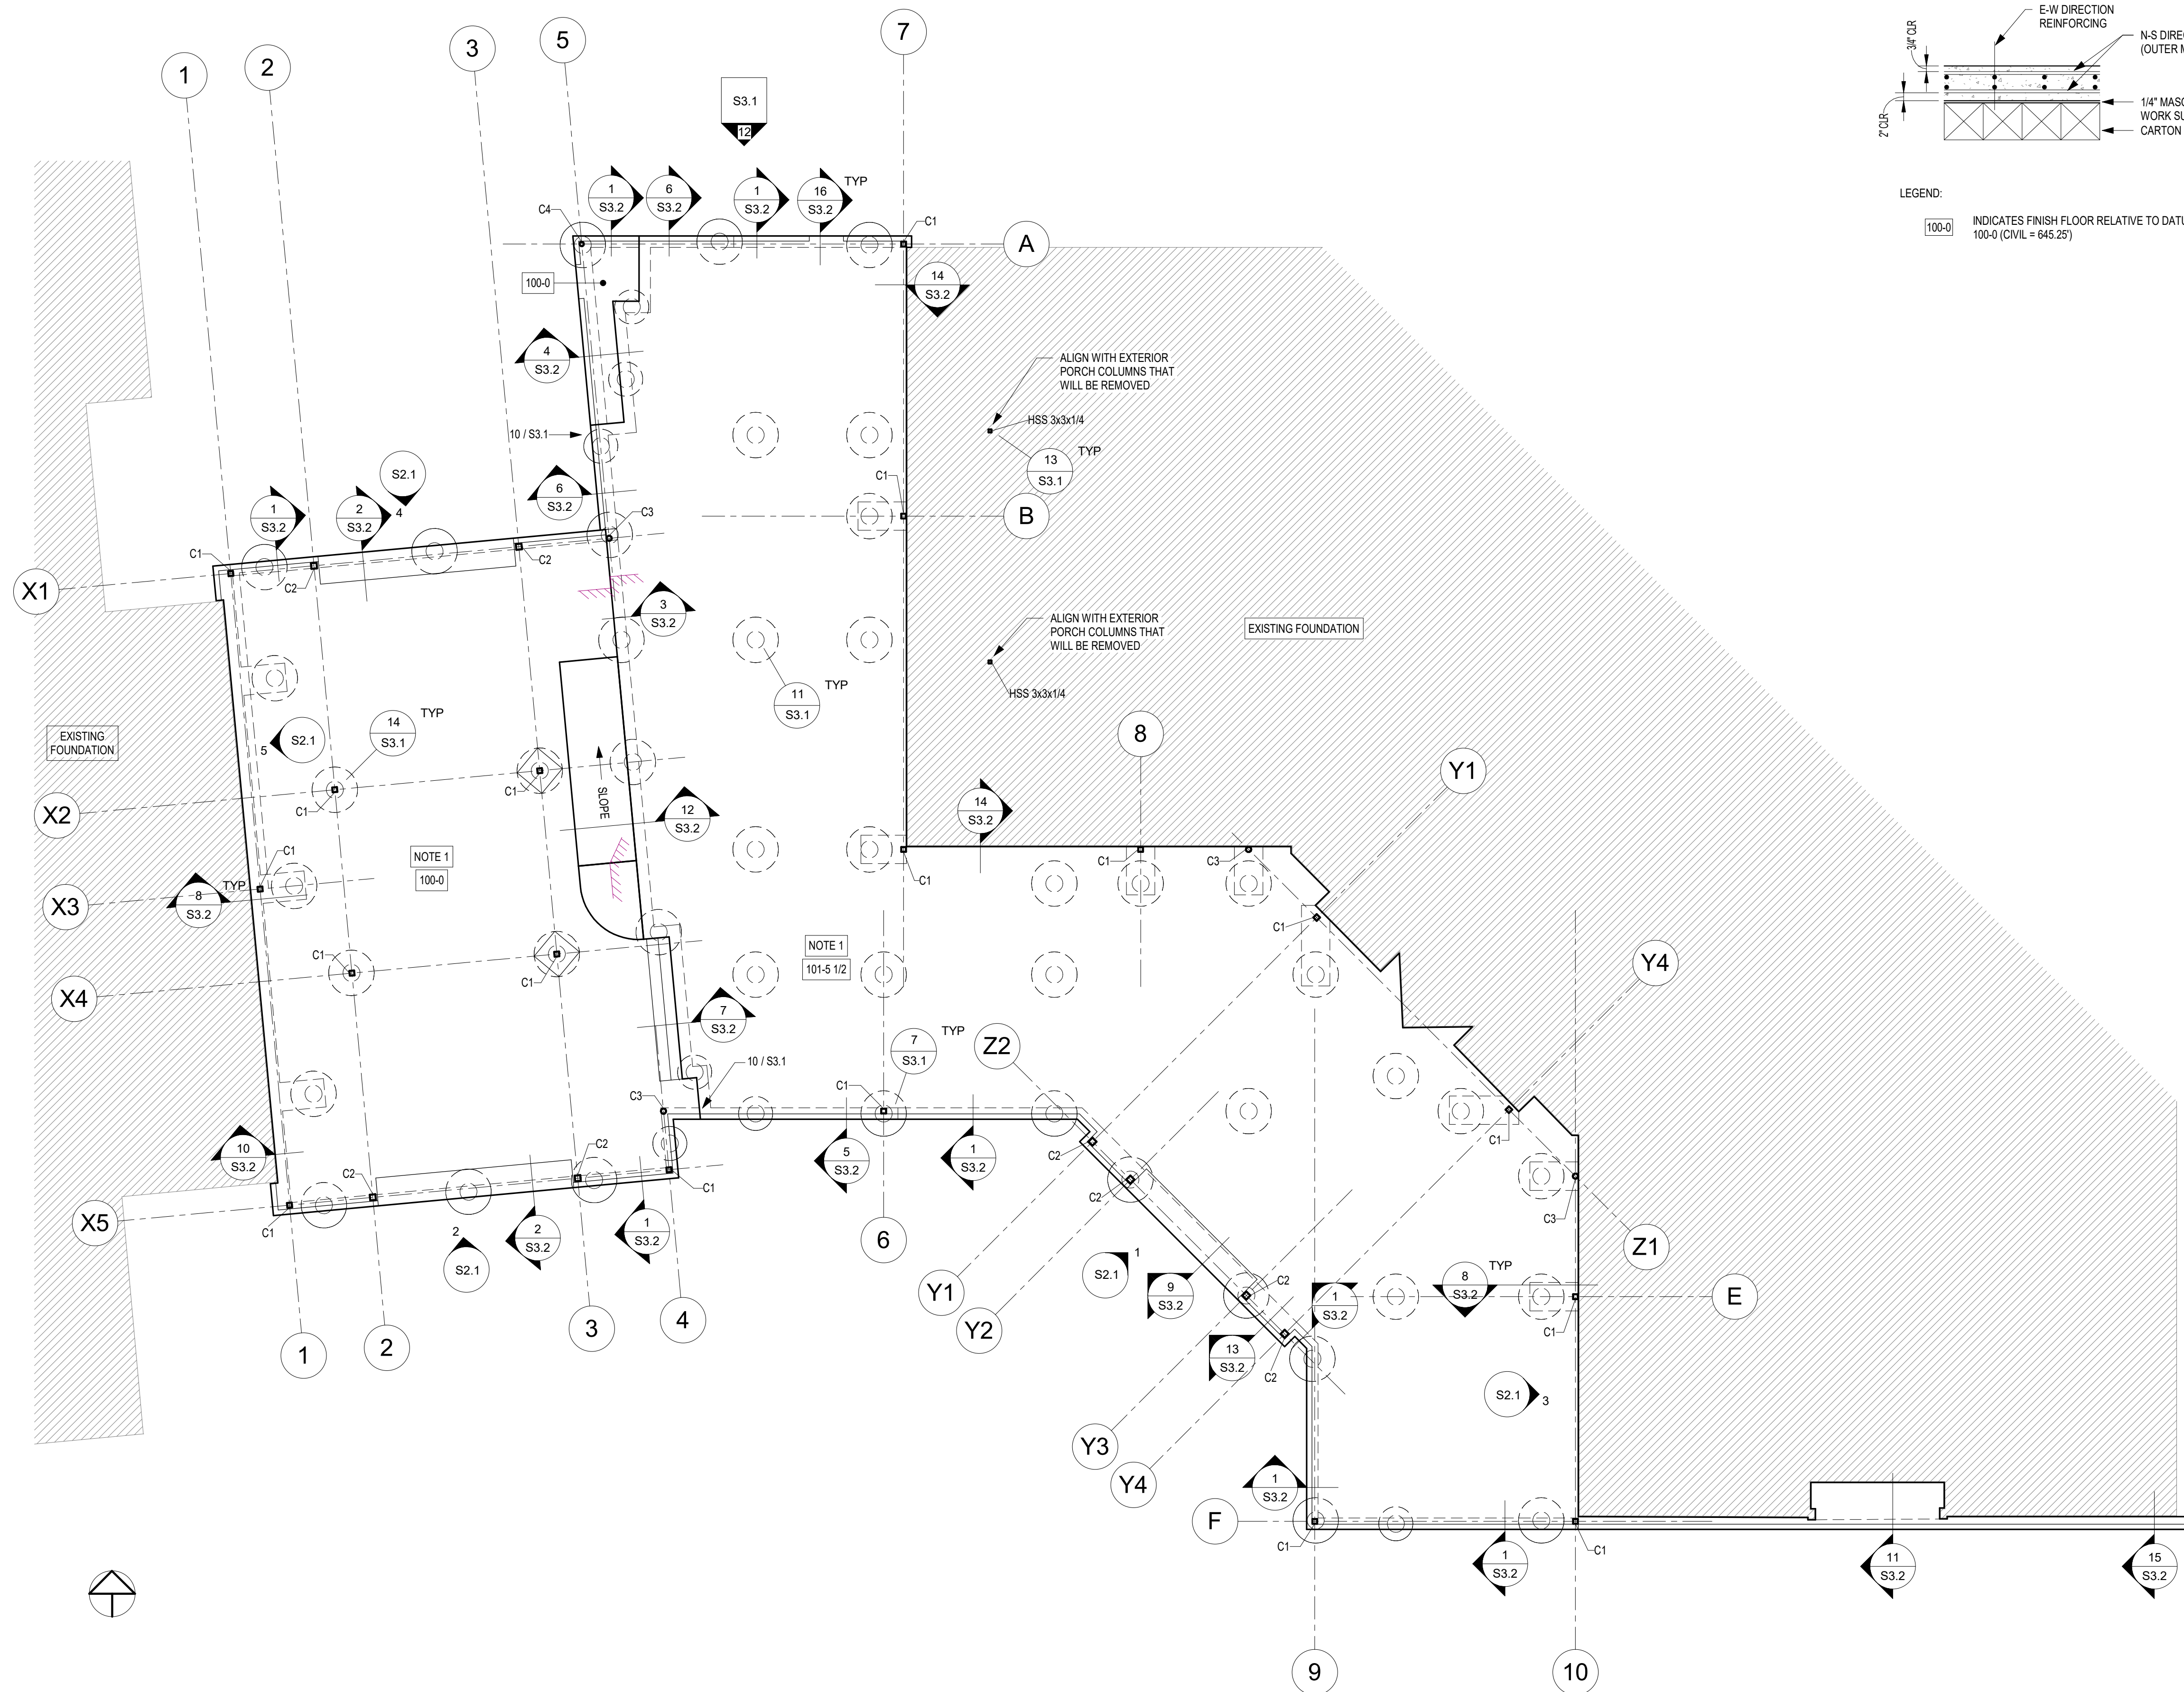 1
2
3
5
7
E-W DIRECTION
REINFORCING
3/4" CLR
2" CLR
LEGEND:
100-0
INDICATES FINISH FLOOR RELATIVE TO
100-0 (CIVIL = 645.25')
S3.1
12
1
S3.2
6
S3.2
1
S3.2
16
S3.2
TYP
C4
C1
A
100-0
14
S3.2
4
S3.2
ALIGN WITH EXTERIOR
PORCH COLUMNS THAT
WILL BE REMOVED
HSS 3x3x1/4
10 / S3.1
13
S3.1
TYP
S2.1
4
6
S3.2
C1
B
1
S3.2
2
S3.2
C3
C1
C2
C2
X1
3
S3.2
ALIGN WITH EXTERIOR
PORCH COLUMNS THAT
WILL BE REMOVED
HSS 3x3x1/4
EXISTING FOUNDATION
11
S3.1
TYP
EXISTING
FOUNDATION
5
S2.1
14
S3.1
TYP
8
Y1
C1
C1
SLOPE
X2
12
S3.2
14
S3.2
NOTE 1
100-0
C1
C1
C1
C3
8
S3.2
TYP
X3
C1
NOTE 1
101-5 1/2
C1
C1
X4
Y4
7
S3.2
7
S3.1
TYP
Z2
10 / S3.1
C3
C1
C1
10
S3.2
C2
C2
C1
C1
X5
5
S3.2
1
S3.2
C2
C2
C3
2
S2.1
2
S3.2
1
S3.2
6
Z1
S2.1
1
9
S3.2
C2
1
S3.2
8
S3.2
TYP
E
C1
Y1
Y2
13
S3.2
C2
1
2
3
4
S2.1
3
Y3
Y4
1
S3.2
F
C1
C1
1
S3.2
11
S3.2
15
S3.2
9
10